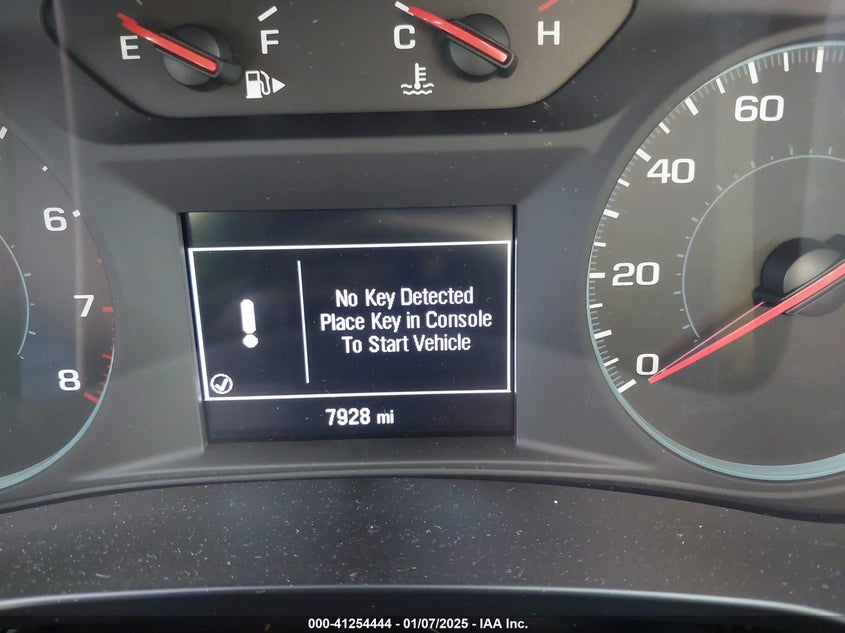 E F C H
6
7
8
No Key Detected
Place Key in Console
To Start Vehicle
7928 mi
60
40
20
0
000-41254444 - 01/07/2025 - IAA Inc.